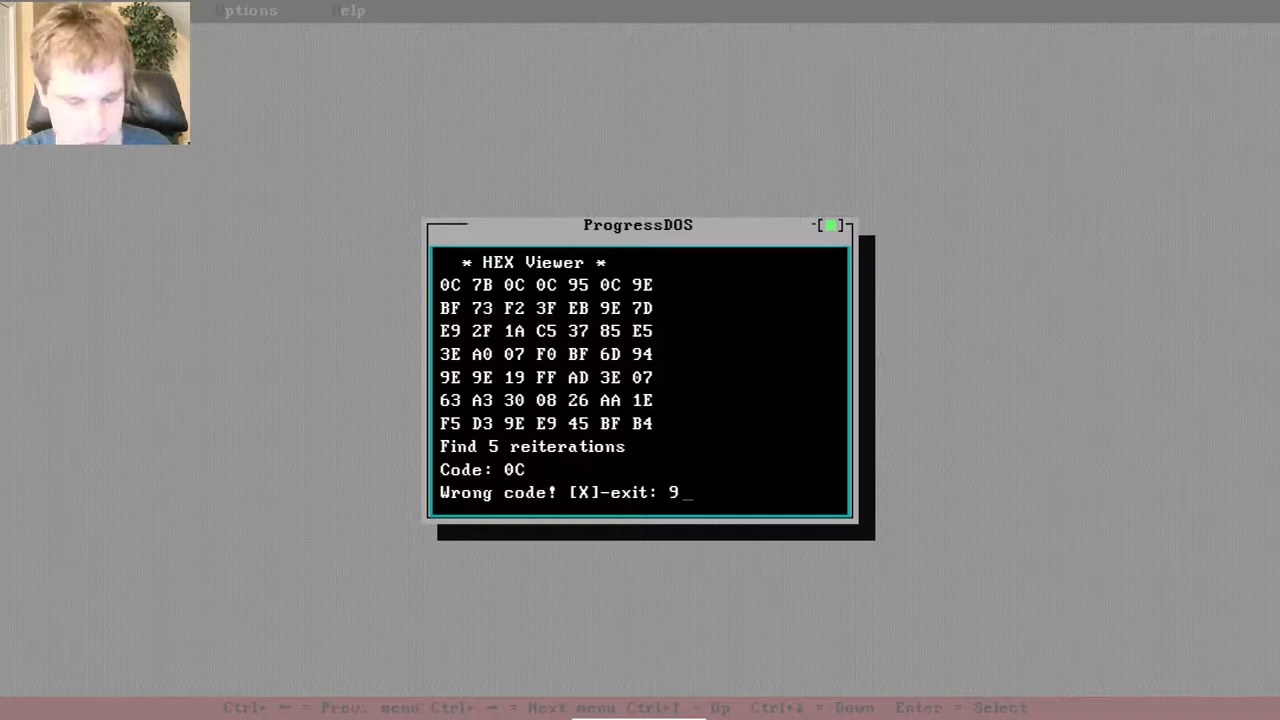 Options Help
ProgressDOS
* HEX Viewer *
0C 7B 0C 0C 95 0C 9E
BF 73 F2 3F EB 9E 7D
E9 2F 1A C5 37 85 E5
3E A0 07 F0 BF 6D 94
9E 9E 19 FF AD 3E 07
63 A3 30 08 26 AA 1E
F5 D3 9E E9 45 BF B4
Find 5 reiterations
Code: 0C
Wrong code! [X]-exit: 9_
Ctrl+ ← = Prev. menu Ctrl+ → = Next menu Ctrl+↑ = Up Ctrl+↓ = Down Enter = Select